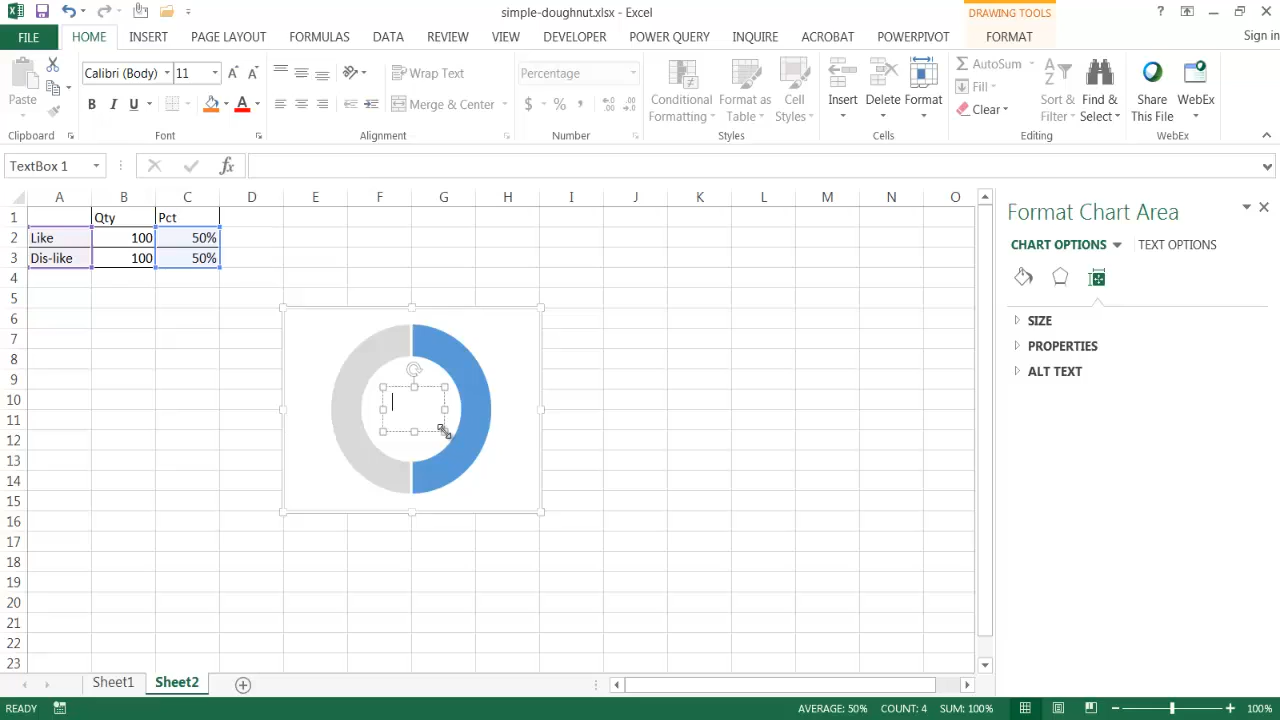 simple-doughnut.xlsx - Excel
DRAWING TOOLS
?
FILE HOME INSERT PAGE LAYOUT FORMULAS DATA REVIEW VIEW DEVELOPER POWER QUERY INQUIRE ACROBAT POWERPIVOT FORMAT Sign in
Calibri (Body) 11 A A Wrap Text Percentage AutoSum
Paste B I U A Merge & Center $ % , Conditional Formatting Format as Table Cell Styles Insert Delete Format Fill Clear Sort & Filter Find & Select Share This File WebEx
Clipboard Font Alignment Number Styles Cells Editing WebEx
TextBox 1 fx
A B C D E F G H I J K L M N O
1 Qty Pct
2 Like 100 50%
3 Dis-like 100 50%
4
5
6
7
8
9
10
11
12
13
14
15
16
17
18
19
20
21
22
23
Format Chart Area
CHART OPTIONS TEXT OPTIONS
SIZE
PROPERTIES
ALT TEXT
Sheet1 Sheet2
READY AVERAGE: 50% COUNT: 4 SUM: 100% 100%